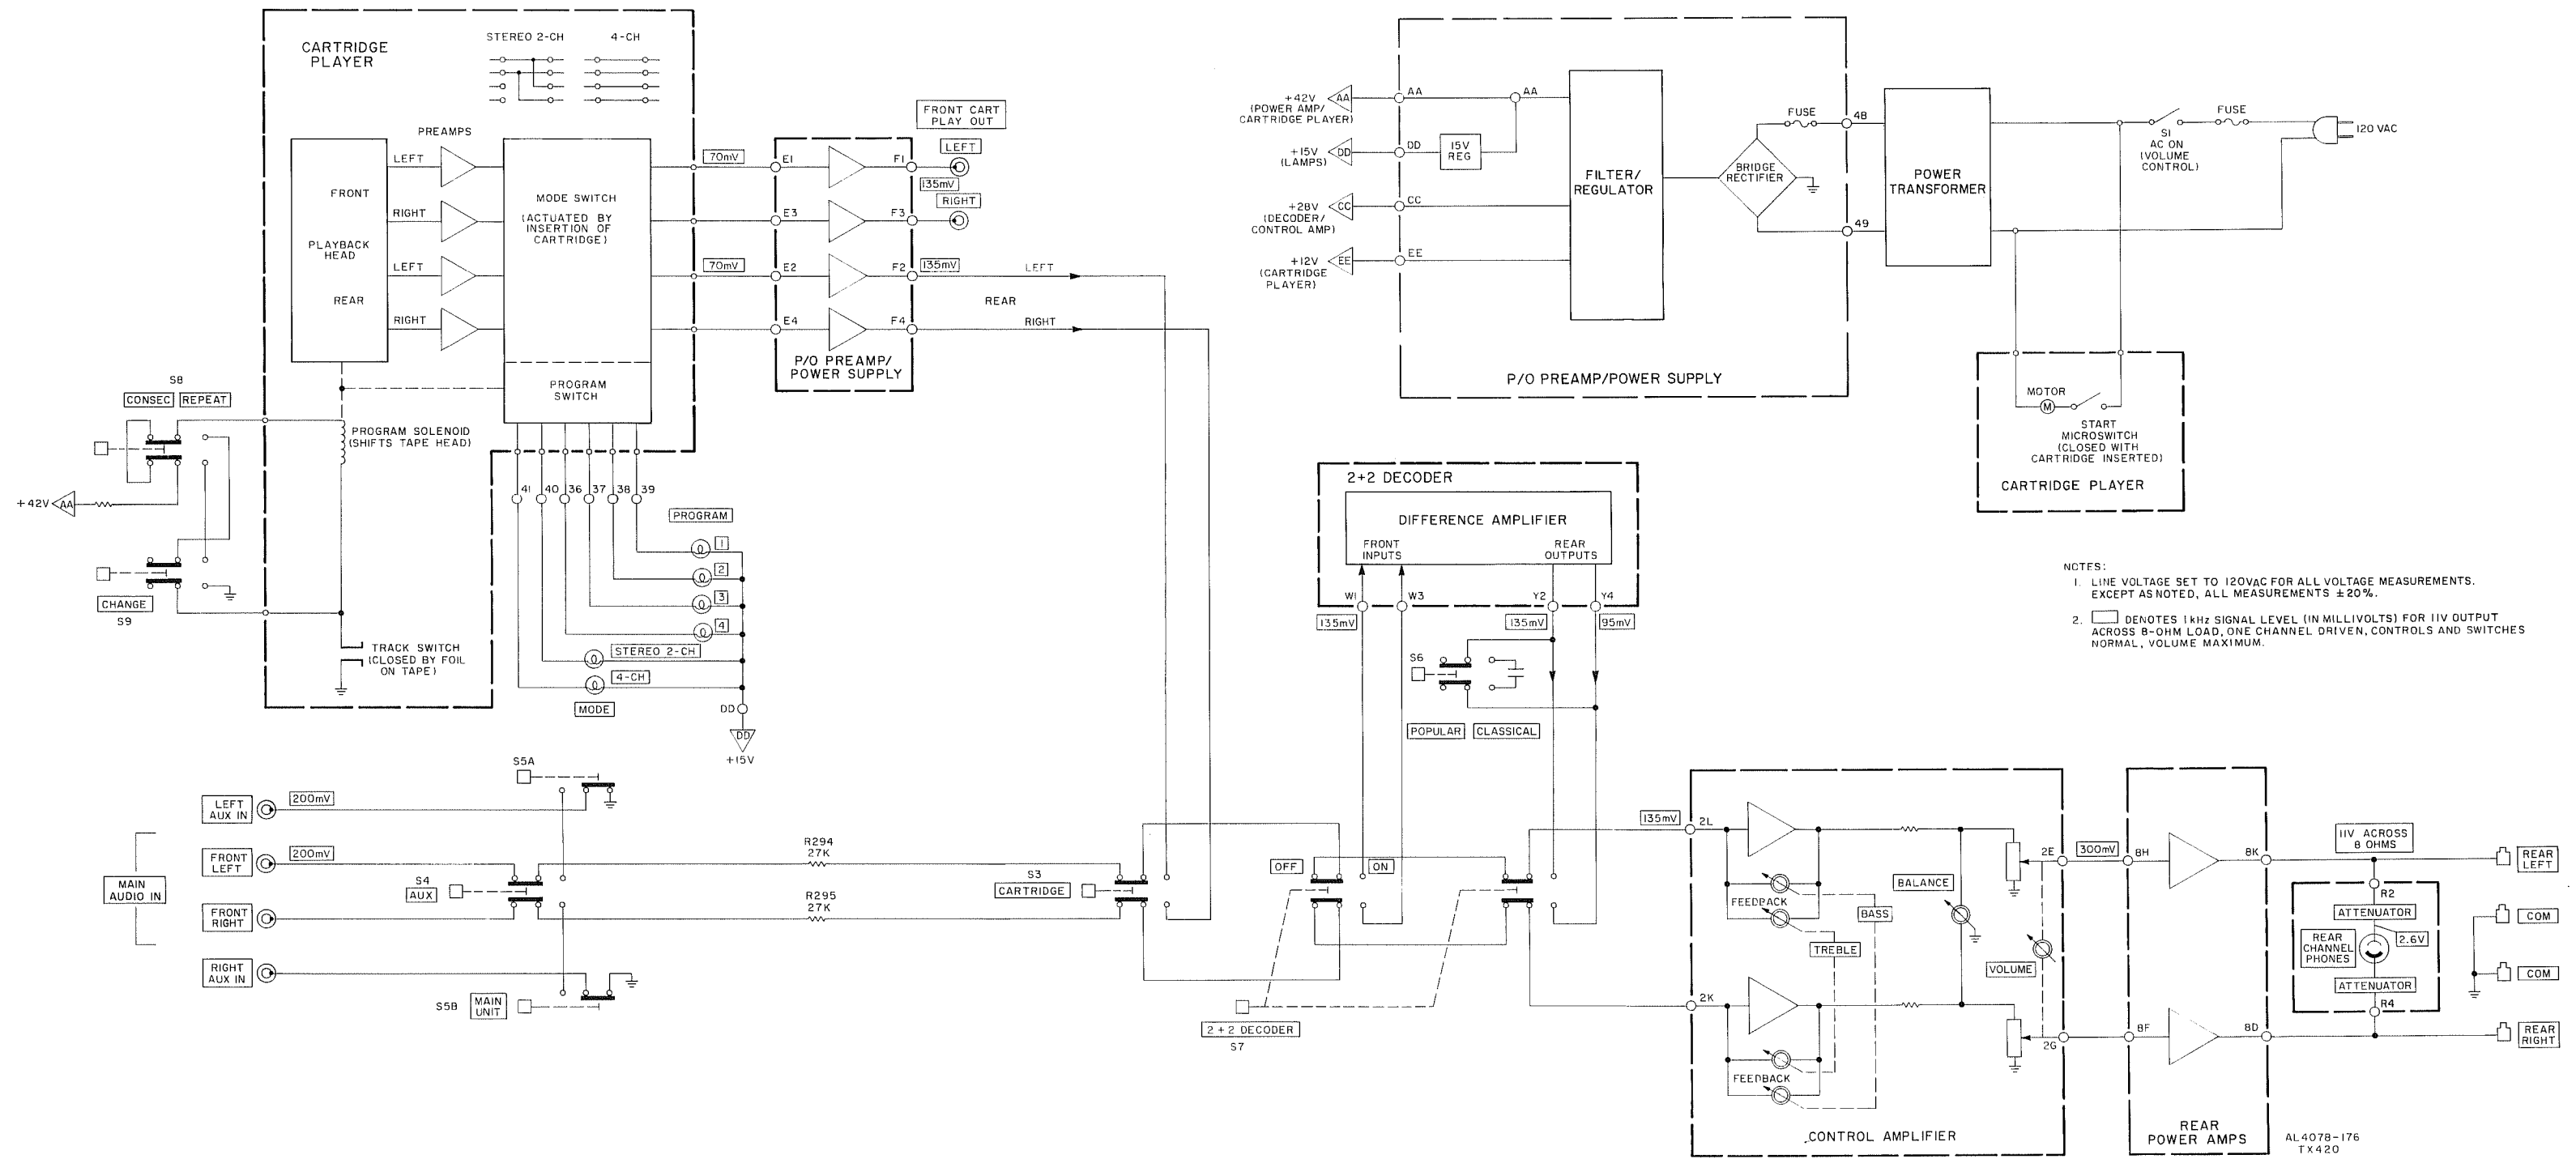 CARTRIDGE
PLAYER
STEREO 2-CH
4-CH
PREAMPS
LEFT
RIGHT
LEFT
RIGHT
FRONT
PLAYBACK
HEAD
REAR
MODE SWITCH
(ACTUATED BY
INSERTION OF
CARTRIDGE)
PROGRAM
SWITCH
70mV
70mV
E1
E3
E2
E4
F1
F3
F2
F4
P/O PREAMP/
POWER SUPPLY
FRONT CART
PLAY OUT
LEFT
135mV
RIGHT
135mV
LEFT
REAR
RIGHT
S8
CONSEC
REPEAT
PROGRAM SOLENOID
(SHIFTS TAPE HEAD)
+42V
AA
CHANGE
S9
TRACK SWITCH
(CLOSED BY FOIL
ON TAPE)
41
40
36
37
38
39
PROGRAM
1
2
3
4
STEREO 2-CH
4-CH
MODE
DD
DD
+15V
+42V
(POWER AMP/
CARTRIDGE PLAYER)
AA
AA
AA
+15V
(LAMPS)
DD
DD
15V
REG
+28V
(DECODER/
CONTROL AMP)
CC
CC
+12V
(CARTRIDGE
PLAYER)
EE
EE
FILTER/
REGULATOR
BRIDGE
RECTIFIER
FUSE
48
49
P/O PREAMP/POWER SUPPLY
POWER
TRANSFORMER
S1
AC ON
(VOLUME
CONTROL)
FUSE
120 VAC
MOTOR
M
START
MICROSWITCH
(CLOSED WITH
CARTRIDGE INSERTED)
CARTRIDGE PLAYER
2+2 DECODER
DIFFERENCE AMPLIFIER
FRONT
INPUTS
REAR
OUTPUTS
W1
W3
Y2
Y4
135mV
135mV
95mV
S6
POPULAR
CLASSICAL
NOTES:
1. LINE VOLTAGE SET TO 120VAC FOR ALL VOLTAGE MEASUREMENTS.
EXCEPT AS NOTED, ALL MEASUREMENTS ±20%.
2. DENOTES 1kHz SIGNAL LEVEL (IN MILLIVOLTS) FOR 11V OUTPUT
ACROSS 8-OHM LOAD, ONE CHANNEL DRIVEN, CONTROLS AND SWITCHES
NORMAL, VOLUME MAXIMUM.
MAIN
AUDIO IN
LEFT
AUX IN
200mV
FRONT
LEFT
200mV
FRONT
RIGHT
RIGHT
AUX IN
S5A
S4
AUX
S5B
MAIN
UNIT
R294
27K
R295
27K
S3
CARTRIDGE
OFF
ON
2+2 DECODER
S7
135mV
2L
2K
FEEDBACK
BASS
TREBLE
FEEDBACK
BALANCE
VOLUME
2E
2G
CONTROL AMPLIFIER
300mV
8H
8K
8F
8D
REAR
POWER AMPS
11V ACROSS
8 OHMS
R2
ATTENUATOR
2.6V
REAR
CHANNEL
PHONES
ATTENUATOR
R4
REAR
LEFT
COM
COM
REAR
RIGHT
AL4078-176
TX420